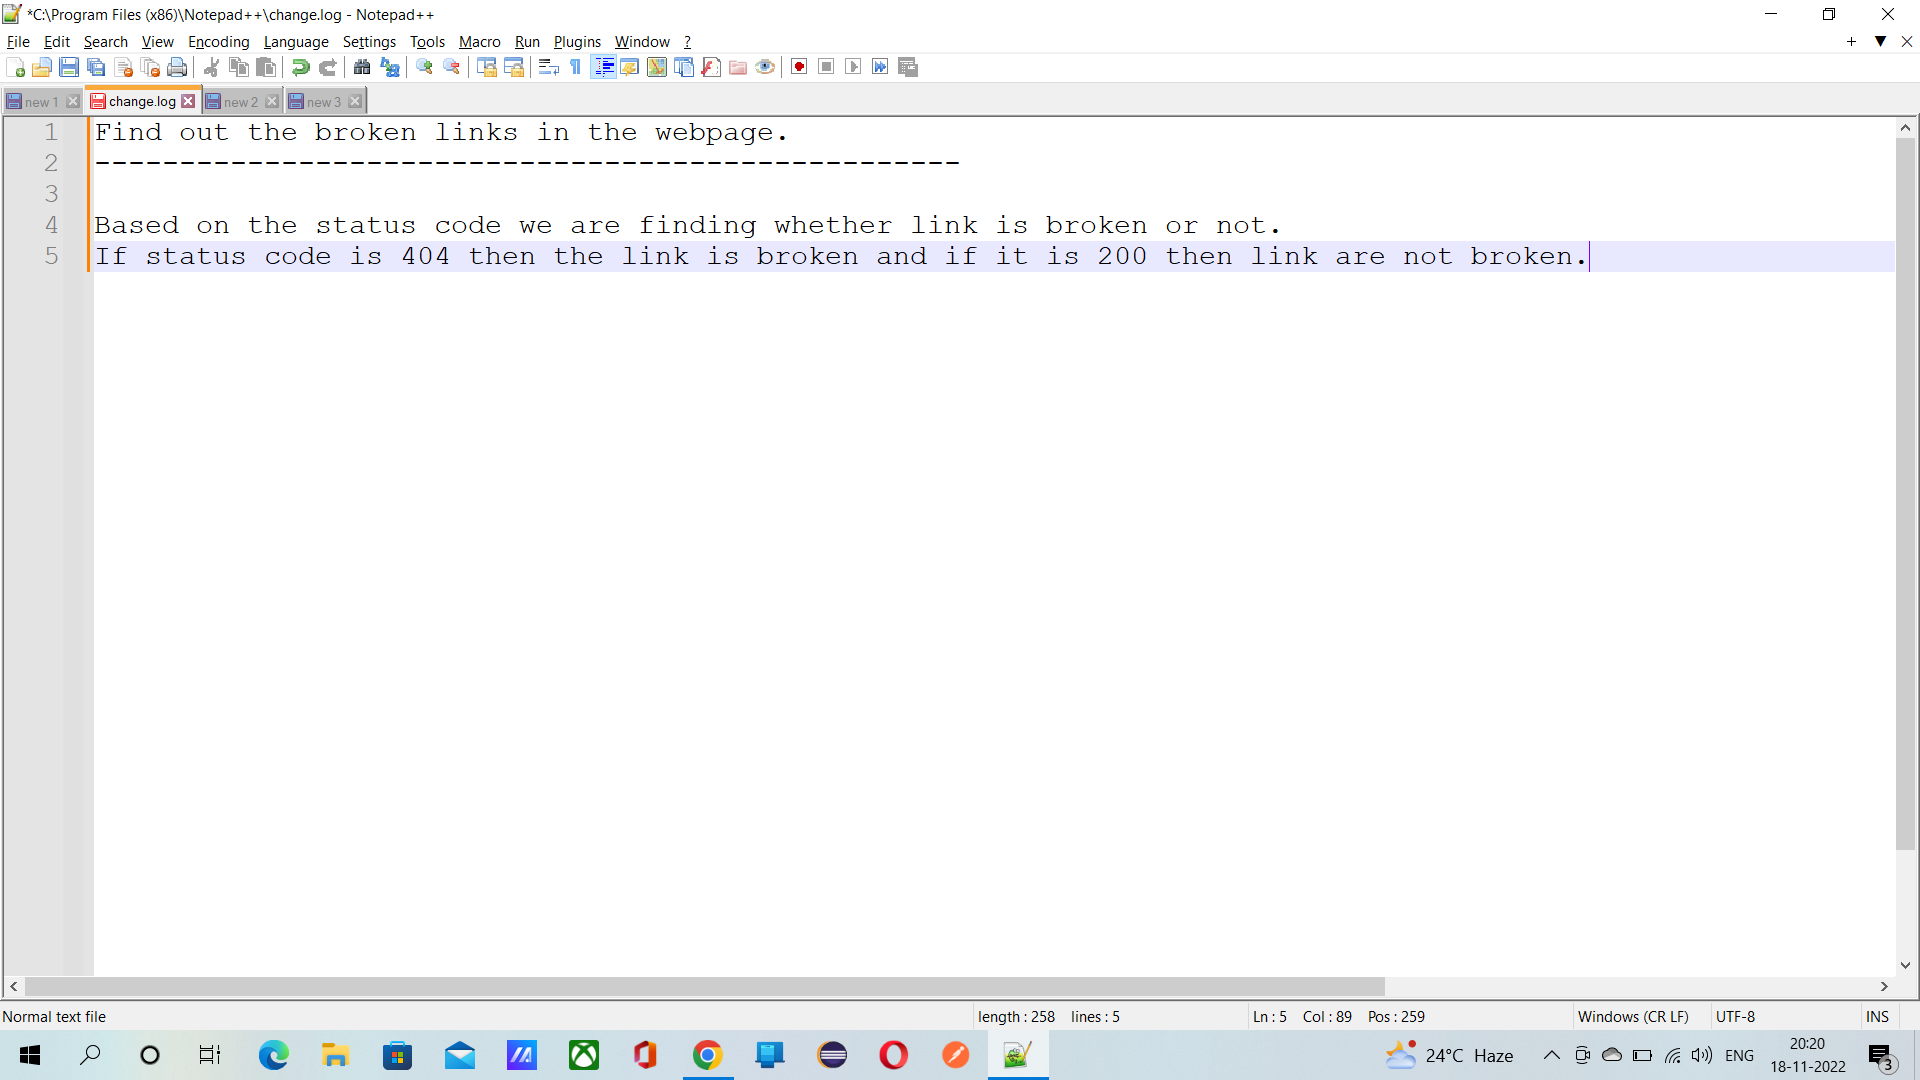 *C:\Program Files (x86)\Notepad++\change.log - Notepad++
File Edit Search View Encoding Language Settings Tools Macro Run Plugins Window ?
new 1 change.log new 2 new 3
1 Find out the broken links in the webpage.
2 ---------------------------------------------------
3
4 Based on the status code we are finding whether link is broken or not.
5 If status code is 404 then the link is broken and if it is 200 then link are not broken.
Normal text file length : 258 lines : 5 Ln : 5 Col : 89 Pos : 259 Windows (CR LF) UTF-8 INS
24°C Haze ENG 20:20
18-11-2022 3